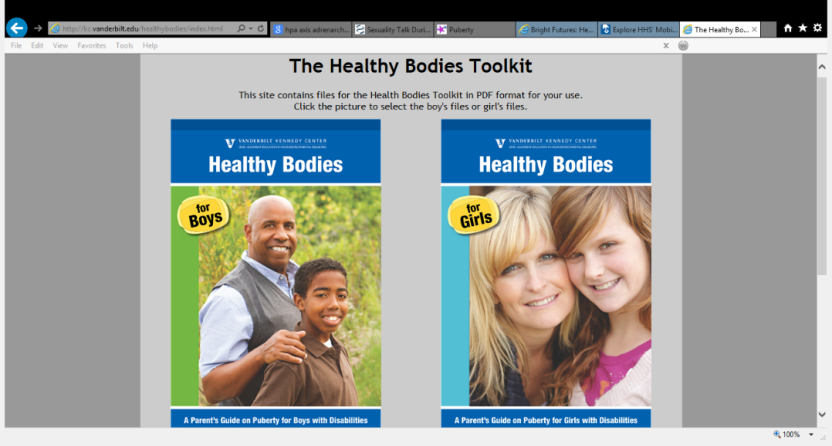 http://kc.vanderbilt.edu/healthybodies/index.html
hpa axis adrenarch...
Sexuality Talk Duri...
Puberty
Bright Futures: He...
Explore HHS' Mobi...
The Healthy Bo...
File Edit View Favorites Tools Help
The Healthy Bodies Toolkit
This site contains files for the Health Bodies Toolkit in PDF format for your use.
Click the picture to select the boy's files or girl's files.
VANDERBILT KENNEDY CENTER
Healthy Bodies
for
Boys
A Parent's Guide on Puberty for Boys with Disabilities
VANDERBILT KENNEDY CENTER
Healthy Bodies
for
Girls
A Parent's Guide on Puberty for Girls with Disabilities
100%